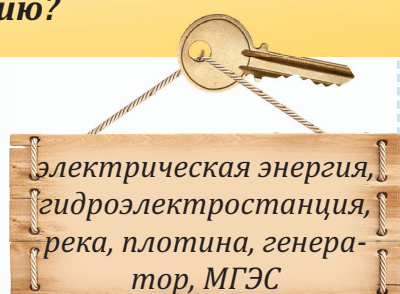 ию?
электрическая энергия,
гидроэлектростанция,
река, плотина, генера-
тор, МГЭС